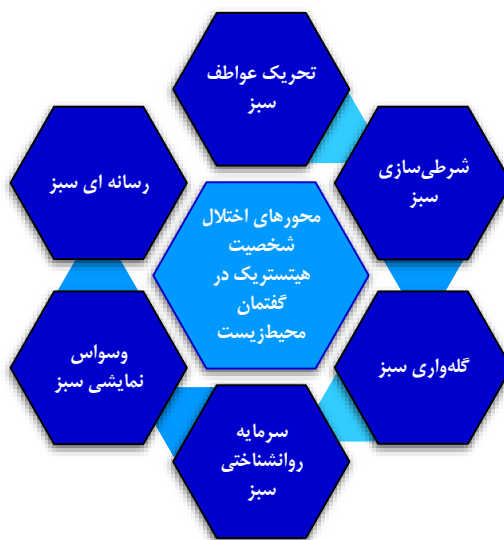 تحریک عواطف
سبز
شرطی‌سازی
سبز
رسانه ای سبز
محورهای اختلال
شخصیت
هیتستریک در
گفتمان
محیط‌زیست
گله‌واری سبز
وسواس
نمایشی سبز
سرمایه
روانشناختی
سبز